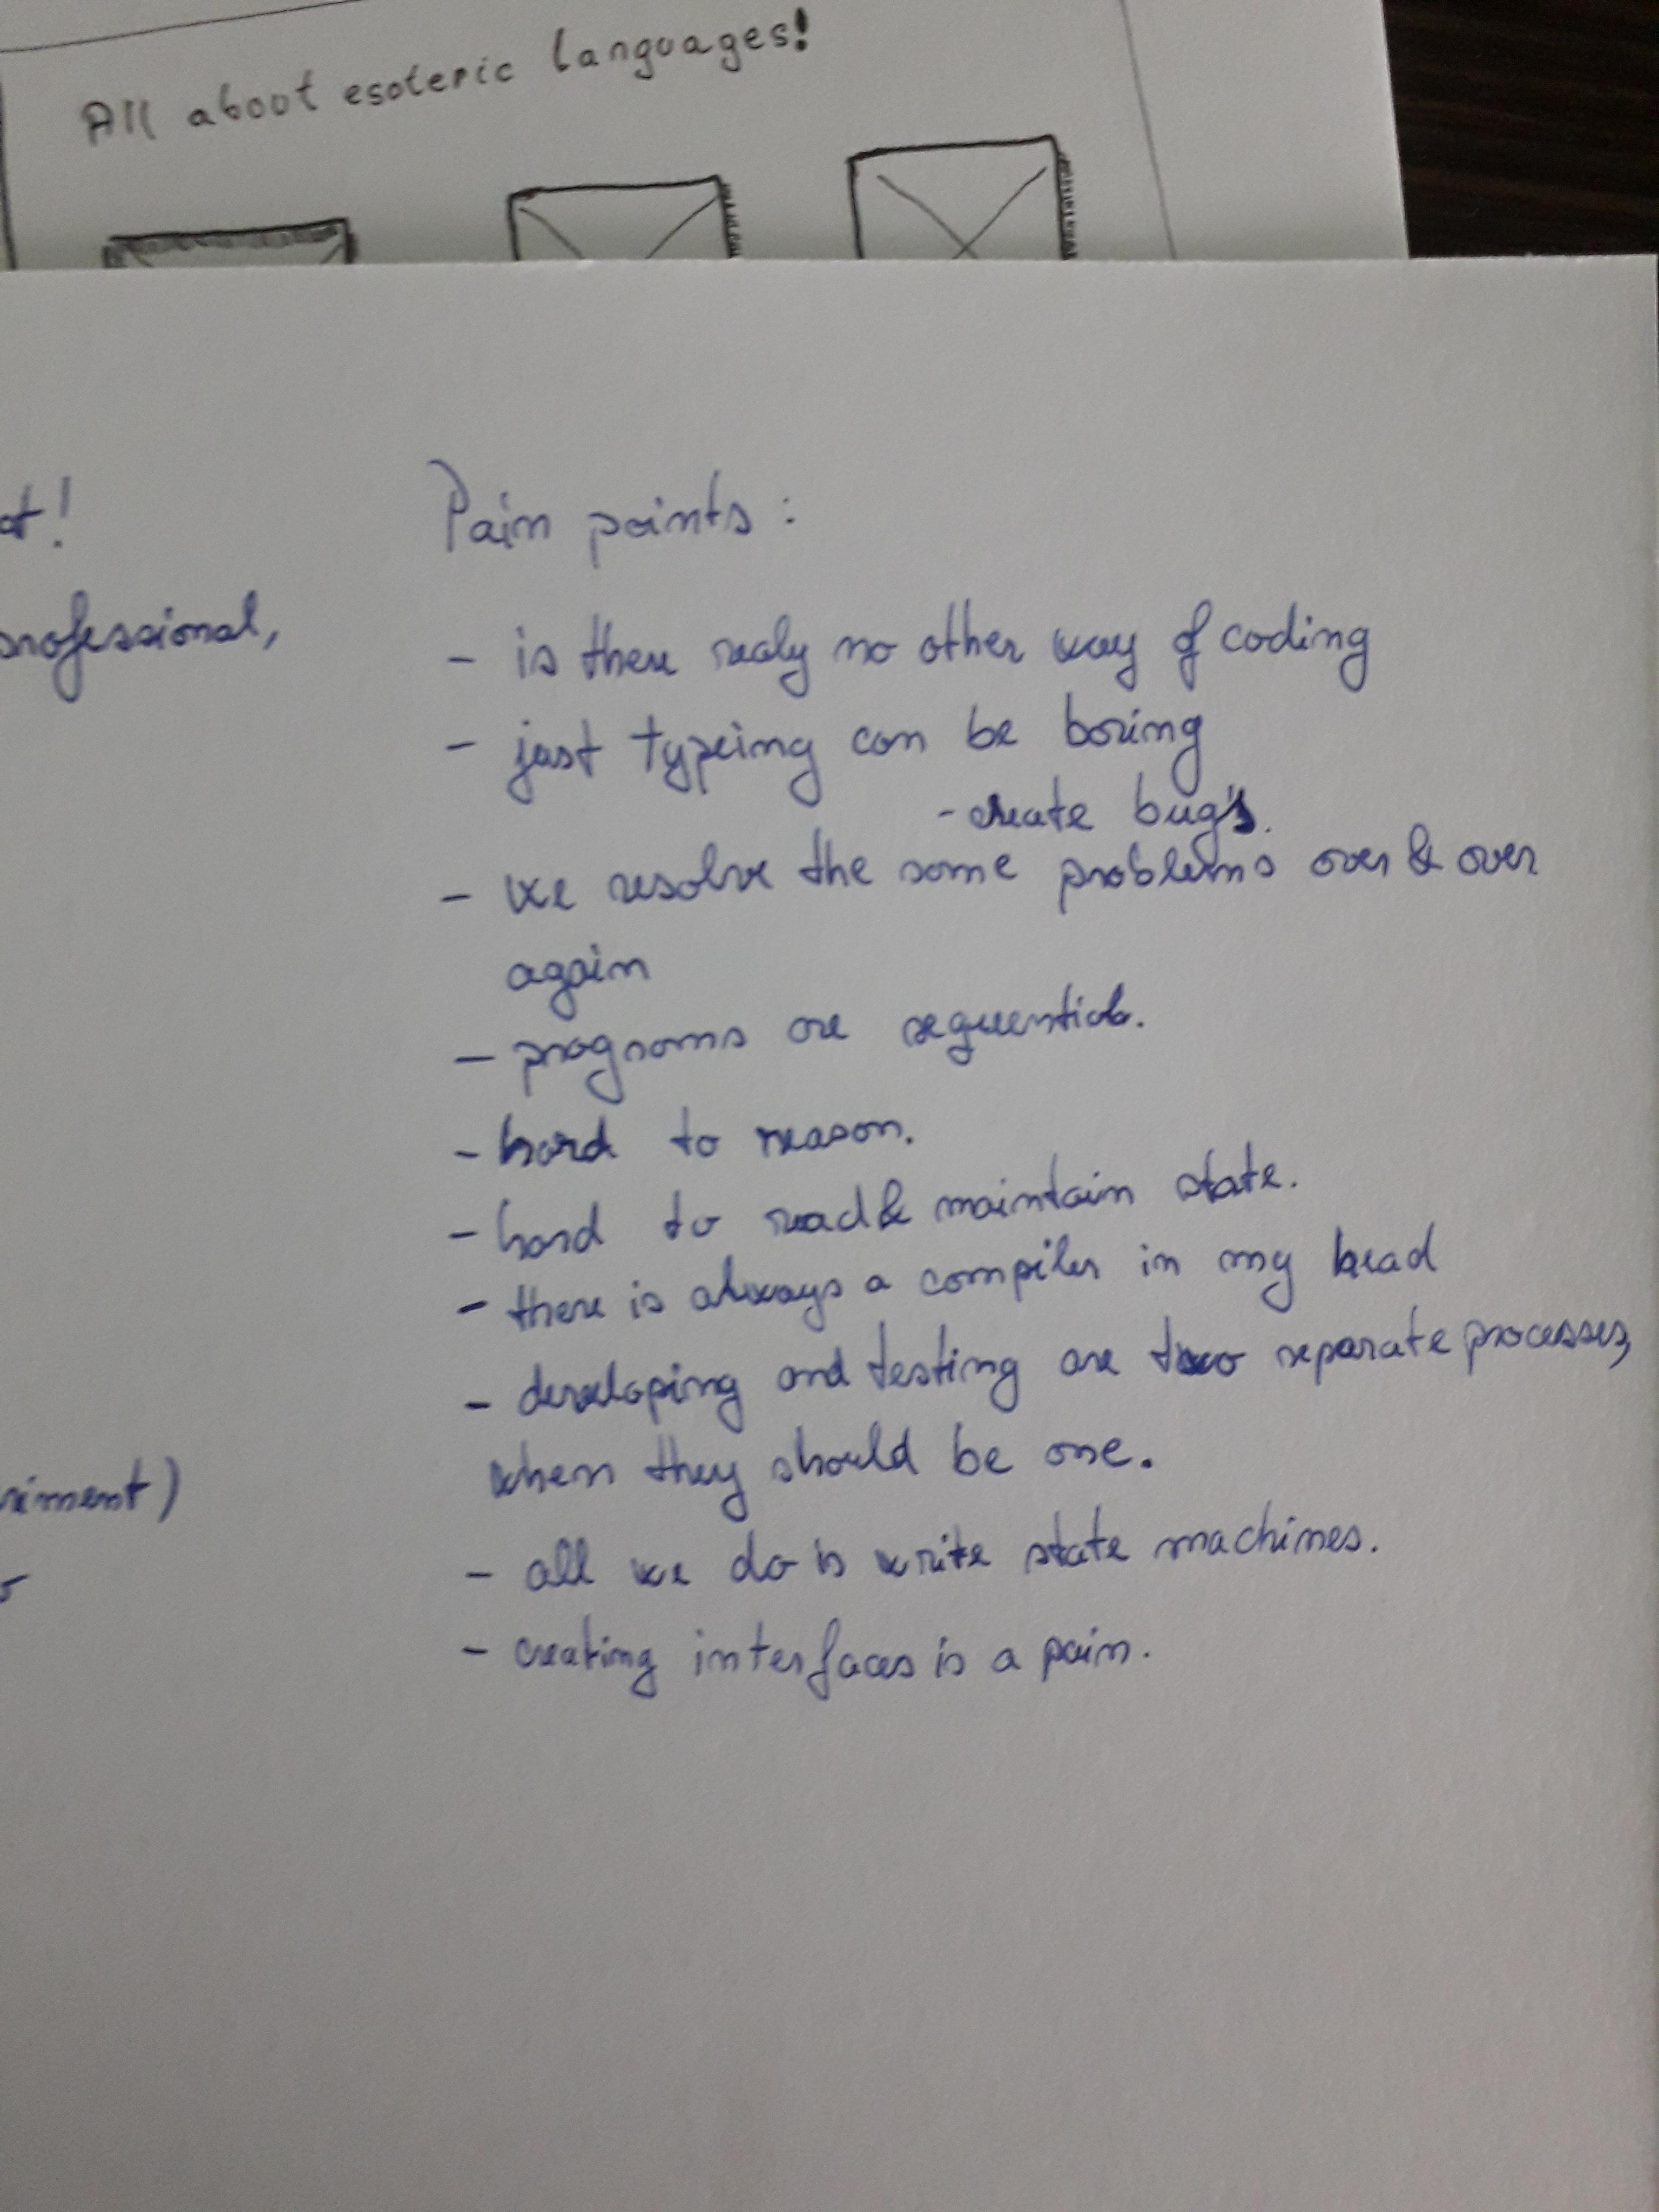 All about esoteric languages!
Pain points:
- is there realy no other way of coding
- just typeing can be boring
- create bug's.
- we resolve the same problems over & over
again
- programs are sequential.
- hard to reason.
- hard to read & maintain state.
- there is always a compiler in my head
- developing and testing are two separate processes,
when they should be one.
- all we do is write state machines.
- creating interfaces is a pain.
at!
professional,
riment)